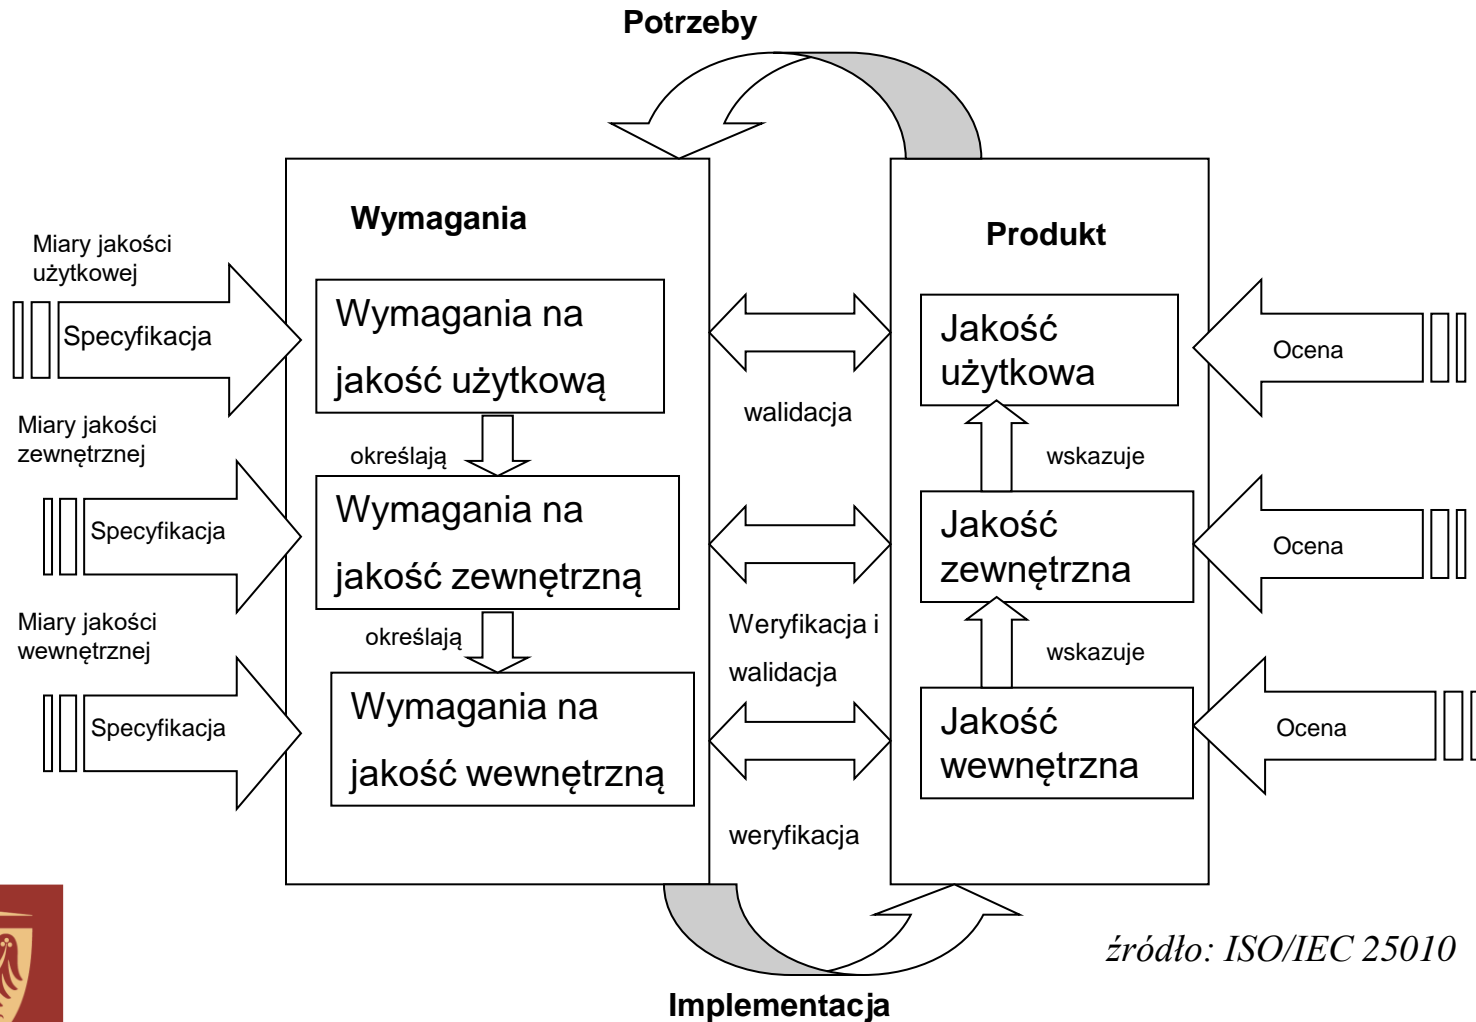 Potrzeby
Wymagania
Produkt
Miary jakości
użytkowej
Specyfikacja
Wymagania na
jakość użytkową
walidacja
Jakość
użytkowa
Ocena
określają
wskazuje
Miary jakości
zewnętrznej
Specyfikacja
Wymagania na
jakość zewnętrzną
Weryfikacja i
walidacja
Jakość
zewnętrzna
Ocena
określają
wskazuje
Miary jakości
wewnętrznej
Specyfikacja
Wymagania na
jakość wewnętrzną
weryfikacja
Jakość
wewnętrzna
Ocena
źródło: ISO/IEC 25010
Implementacja